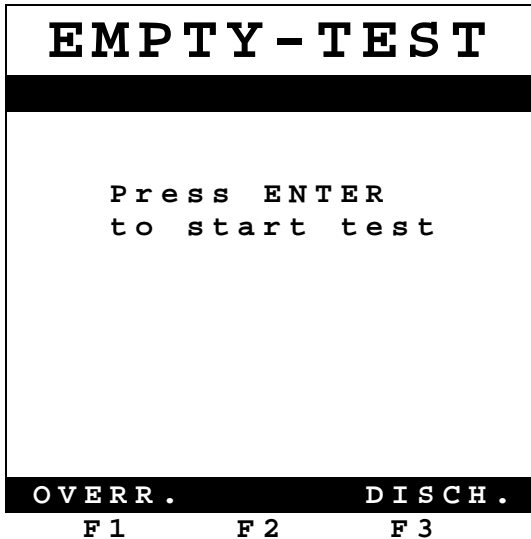 EMPTY-TEST
Press ENTER
to start test
OVERR. DISCH.
F1 F2 F3